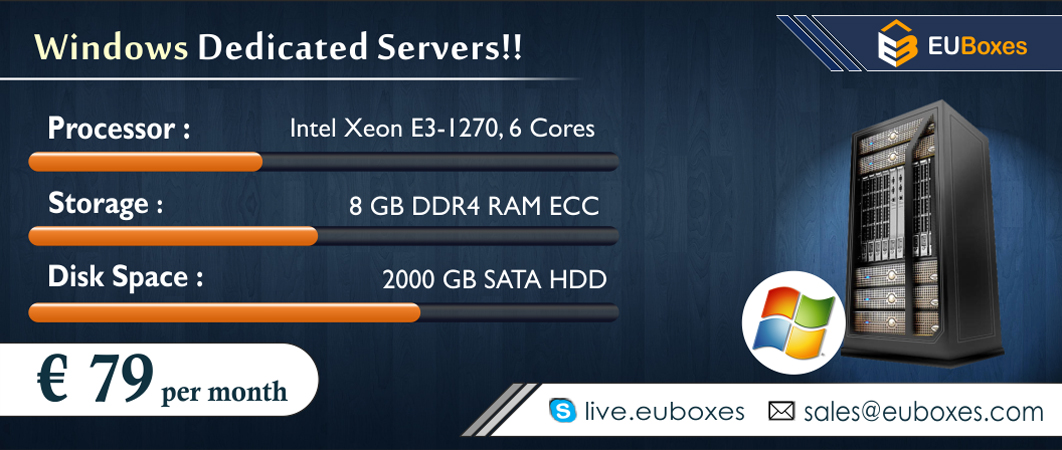 Windows Dedicated Servers!!
EUBoxes
Processor : Intel Xeon E3-1270, 6 Cores
Storage : 8 GB DDR4 RAM ECC
Disk Space : 2000 GB SATA HDD
€ 79 per month
live.euboxes sales@euboxes.com